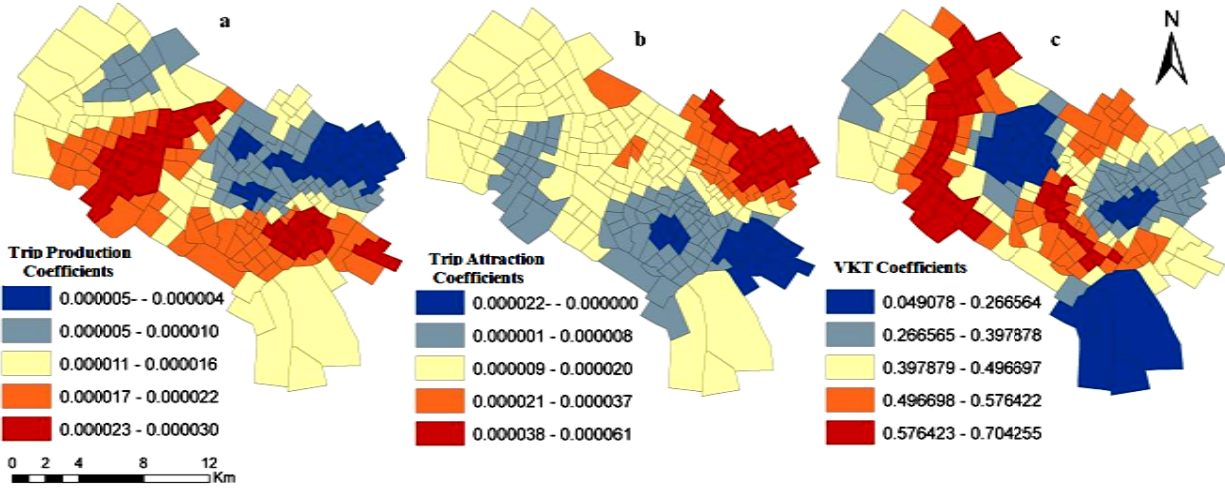 a
b
c
N
Trip Production
Coefficients
0.000005- - 0.000004
0.000005 - 0.000010
0.000011 - 0.000016
0.000017 - 0.000022
0.000023 - 0.000030
0 2 4 8 12
Km
Trip Attraction
Coefficients
0.000022- - 0.000000
0.000001 - 0.000008
0.000009 - 0.000020
0.000021 - 0.000037
0.000038 - 0.000061
VKT Coefficients
0.049078 - 0.266564
0.266565 - 0.397878
0.397879 - 0.496697
0.496698 - 0.576422
0.576423 - 0.704255